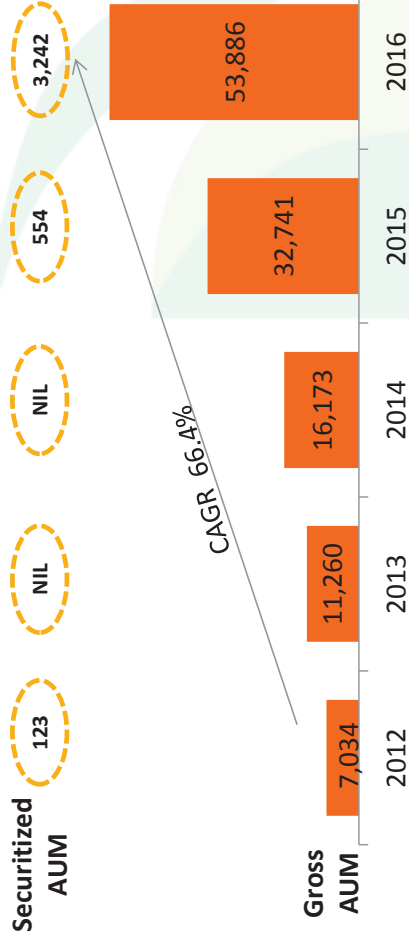 Securitized
AUM
123
NIL
NIL
554
3,242
CAGR 66.4%
Gross
AUM
7,034
11,260
16,173
32,741
53,886
2012
2013
2014
2015
2016